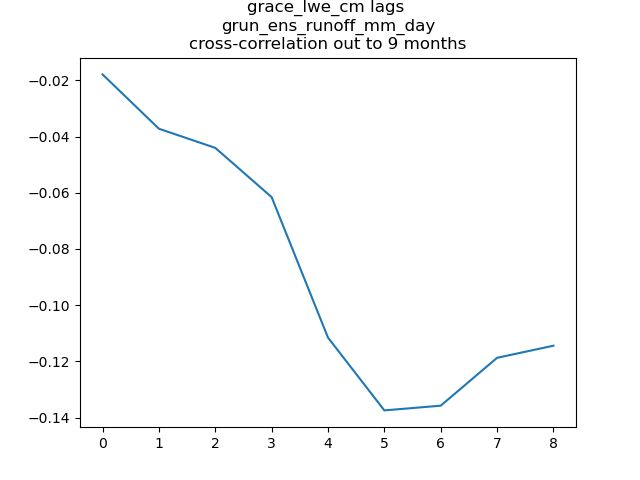 grace_lwe_cm lags
grun_ens_runoff_mm_day
cross-correlation out to 9 months
−0.02
−0.04
−0.06
−0.08
−0.10
−0.12
−0.14
0 1 2 3 4 5 6 7 8